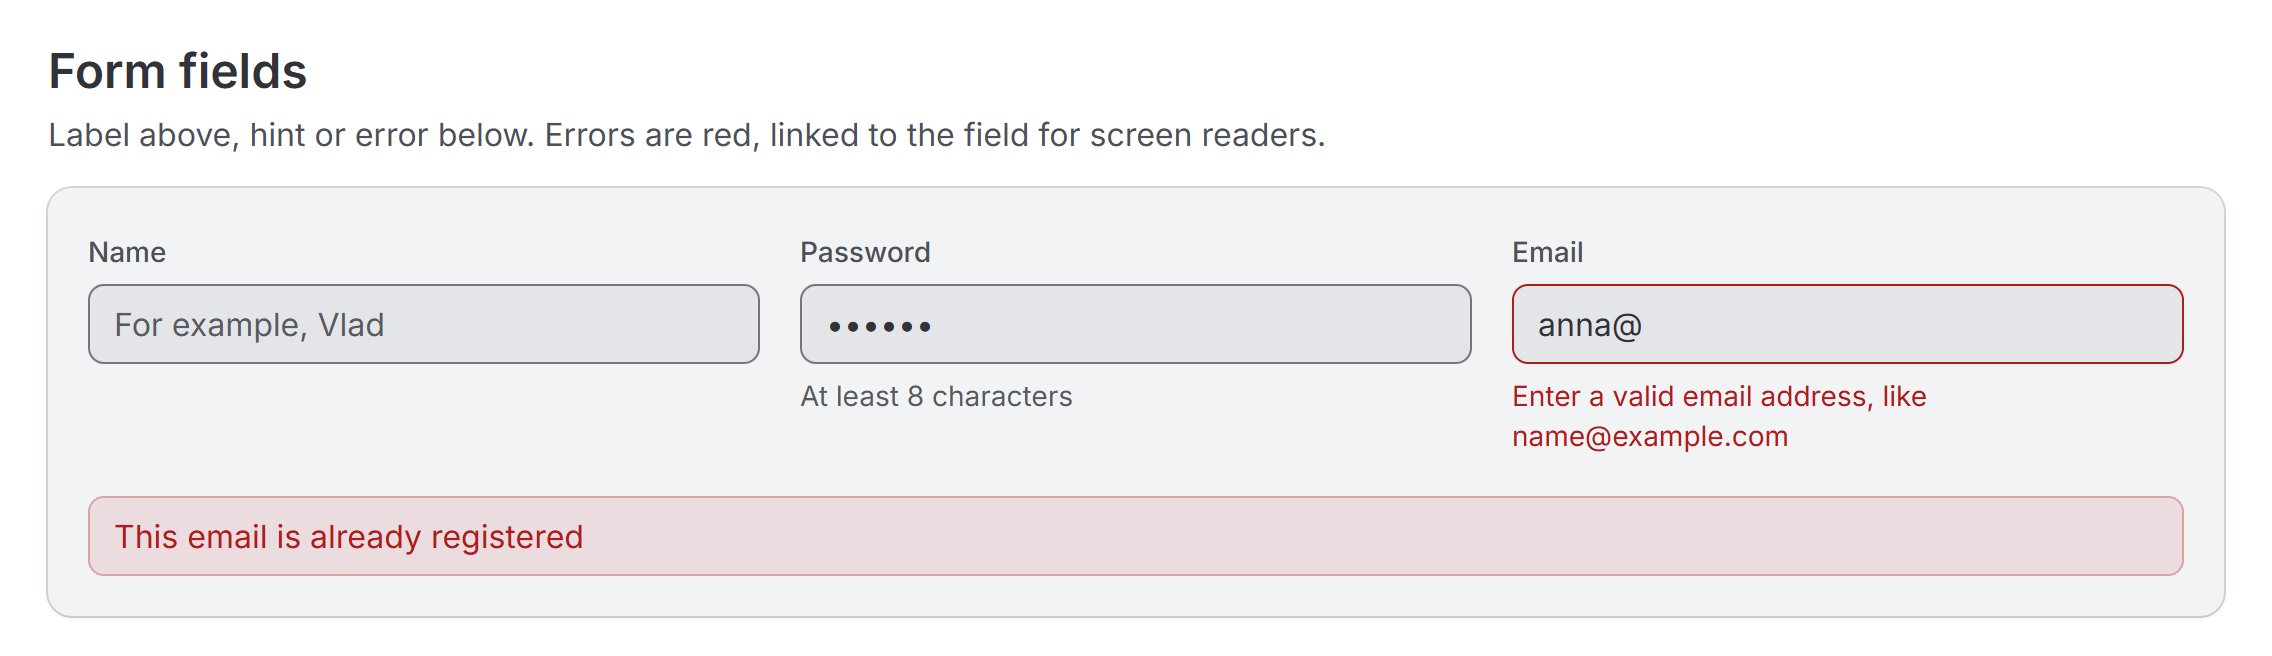 Form fields
Label above, hint or error below. Errors are red, linked to the field for screen readers.
Name
For example, Vlad
Password
••••••
At least 8 characters
Email
anna@
Enter a valid email address, like
name@example.com
This email is already registered